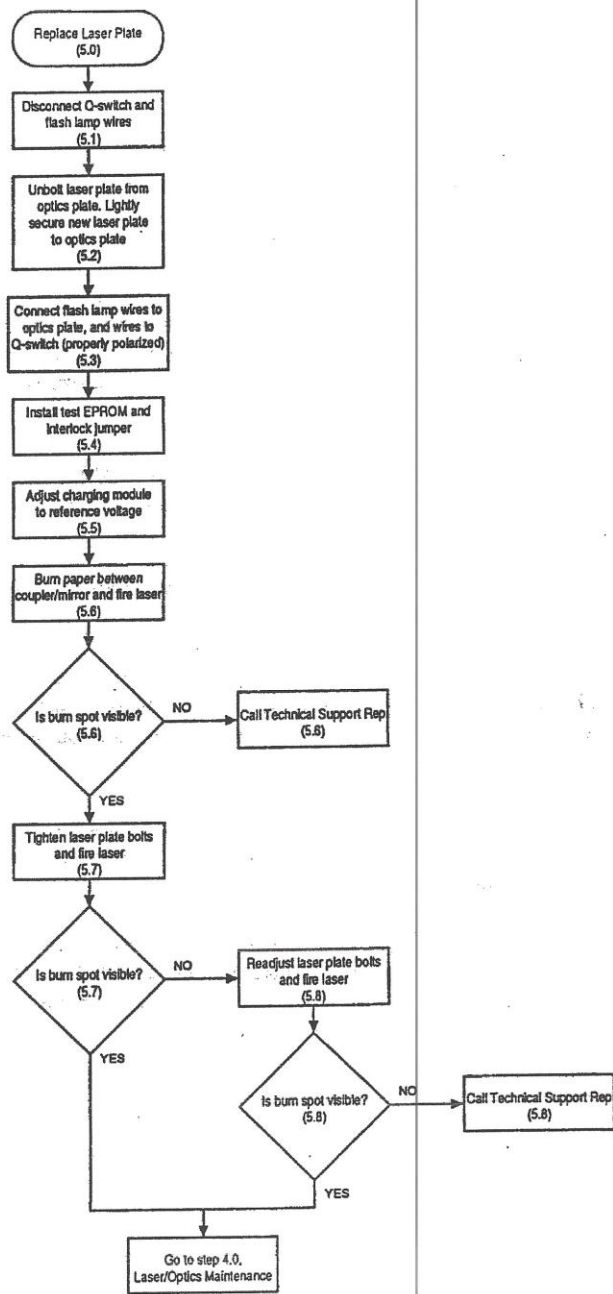 Replace Laser Plate
(5.0)
Disconnect Q-switch and
flash lamp wires
(5.1)
Unbolt laser plate from
optics plate. Lightly
secure new laser plate
to optics plate
(5.2)
Connect flash lamp wires to
optics plate, and wires to
Q-switch (properly polarized)
(5.3)
Install test EPROM and
interlock jumper
(5.4)
Adjust charging module
to reference voltage
(5.5)
Burn paper between
coupler/mirror and fire laser
(5.6)
Is burn spot visible?
(5.6)
NO
Call Technical Support Rep
(5.6)
YES
Tighten laser plate bolts
and fire laser
(5.7)
Is burn spot visible?
(5.7)
NO
Readjust laser plate bolts
and fire laser
(5.8)
YES
Is burn spot visible?
(5.8)
NO
Call Technical Support Rep
(5.8)
YES
Go to step 4.0,
Laser/Optics Maintenance